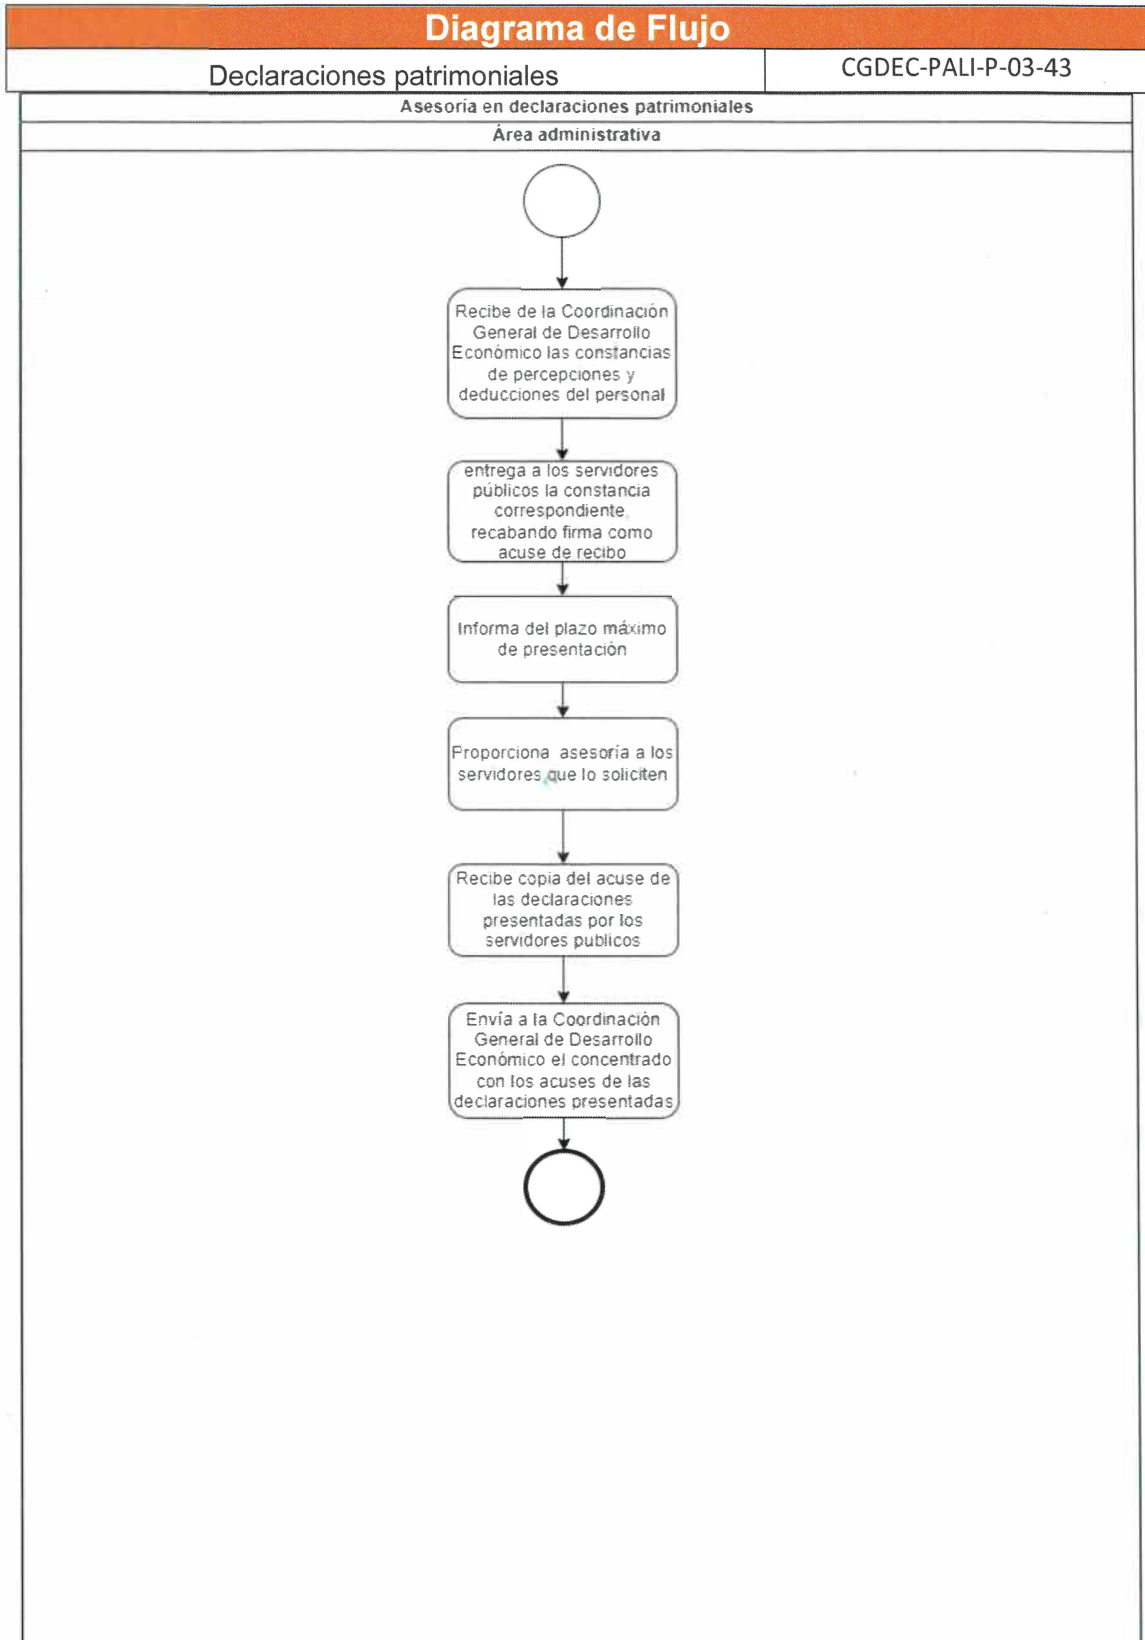 Diagrama de Flujo
Declaraciones patrimoniales
CGDEC-PALI-P-03-43
Asesoría en declaraciones patrimoniales
Área administrativa
Recibe de la Coordinación
General de Desarrollo
Económico las constancias
de percepciones y
deducciones del personal
entrega a los servidores
públicos la constancia
correspondiente,
recabando firma como
acuse de recibo
Informa del plazo máximo
de presentación
Proporciona asesoría a los
servidores que lo soliciten
Recibe copia del acuse de
las declaraciones
presentadas por los
servidores publicos
Envía a la Coordinación
General de Desarrollo
Económico el concentrado
con los acuses de las
declaraciones presentadas